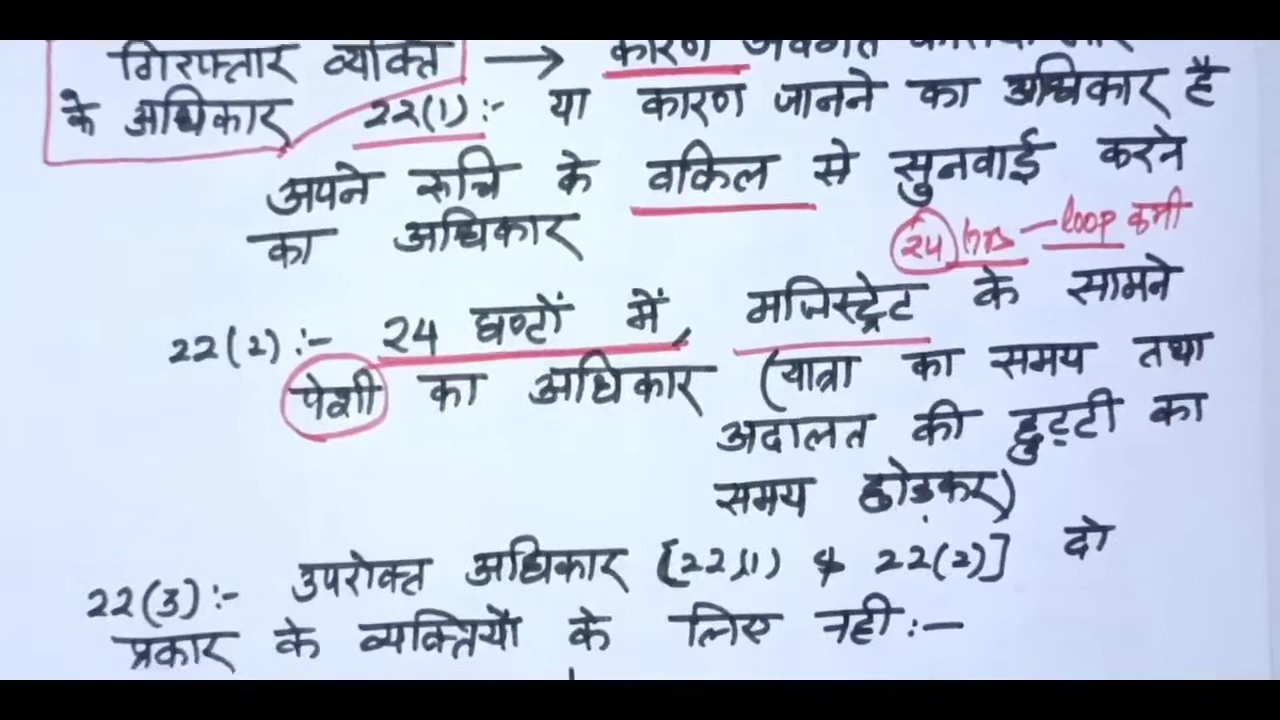 गिरफ्तार व्यक्ति → कारण
के अधिकार 22(1):- या कारण जानने का अधिकार है
अपने रुचि के वकिल से सुनवाई करने
का अधिकार
24 hrs - loop कमी
22(2):- 24 घण्टों में, मजिस्ट्रेट के सामने
पेशी का अधिकार (यात्रा का समय तथा
अदालत की छुट्टी का
समय छोड़कर)
22(3):- उपरोक्त अधिकार [22(1) & 22(2)] दो
प्रकार के व्यक्तियों के लिए नही:-